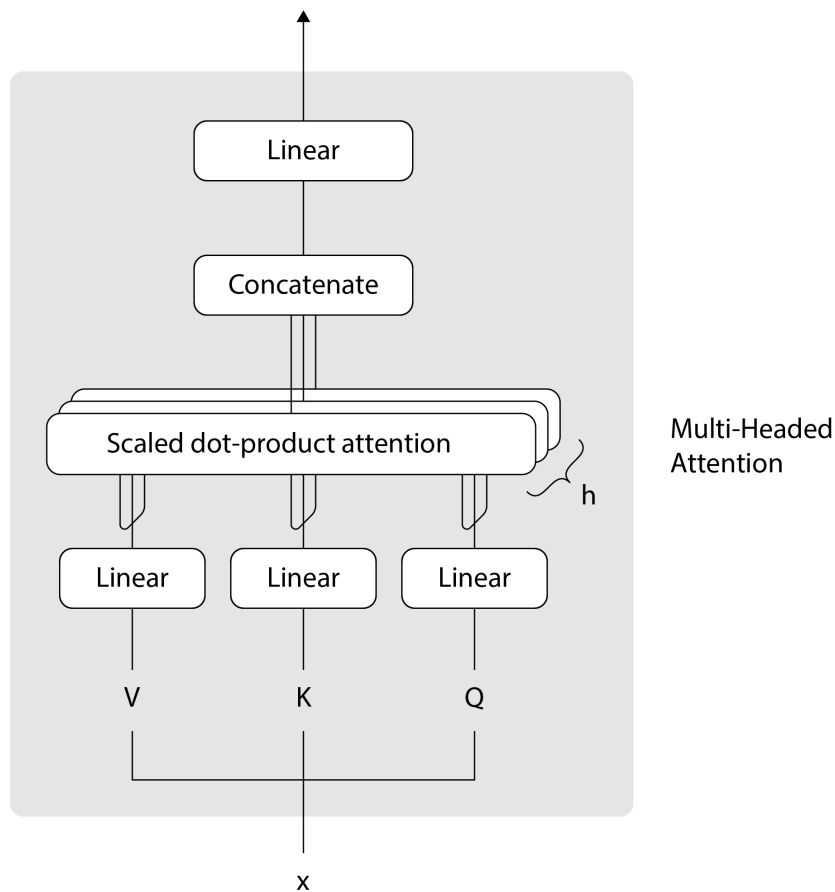 Linear
Concatenate
Scaled dot-product attention
Multi-Headed
Attention
h
Linear Linear Linear
V K Q
x